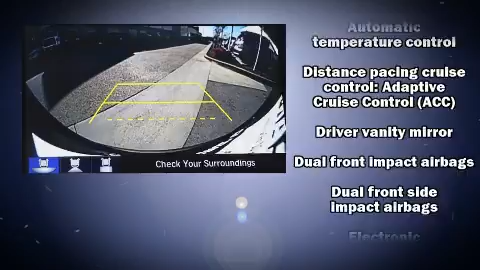 Automatic
temperature control
Distance pacing cruise
control: Adaptive
Cruise Control (ACC)
Driver vanity mirror
Dual front impact airbags
Dual front side
impact airbags
Electronic
Check Your Surroundings